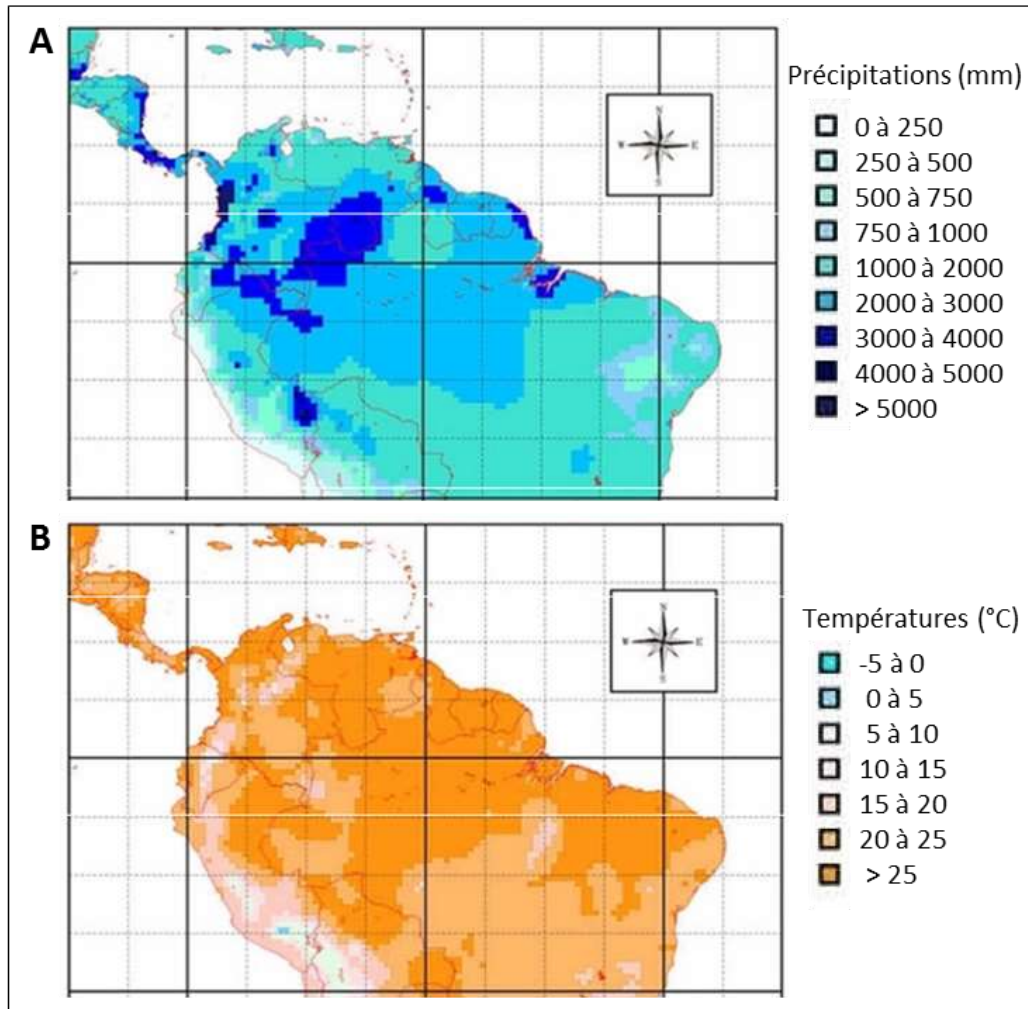 A
Précipitations (mm)
0 à 250
250 à 500
500 à 750
750 à 1000
1000 à 2000
2000 à 3000
3000 à 4000
4000 à 5000
> 5000
N
W
E
S
B
Températures (°C)
-5 à 0
0 à 5
5 à 10
10 à 15
15 à 20
20 à 25
> 25
N
W
E
S